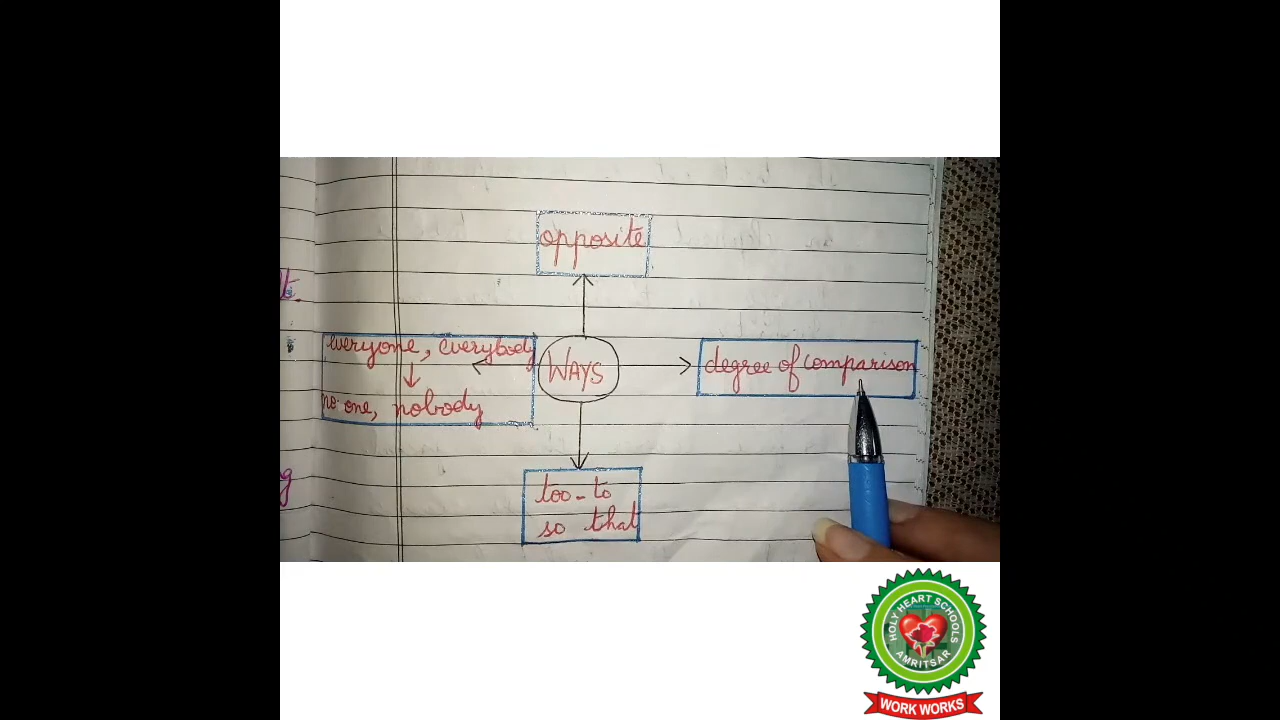 opposite
everyone, everybody
WAYS
degree of comparison
no one, nobody
too-to
so that
HOLY HEART SCHOOLS
AMRITSAR
WORK WORKS